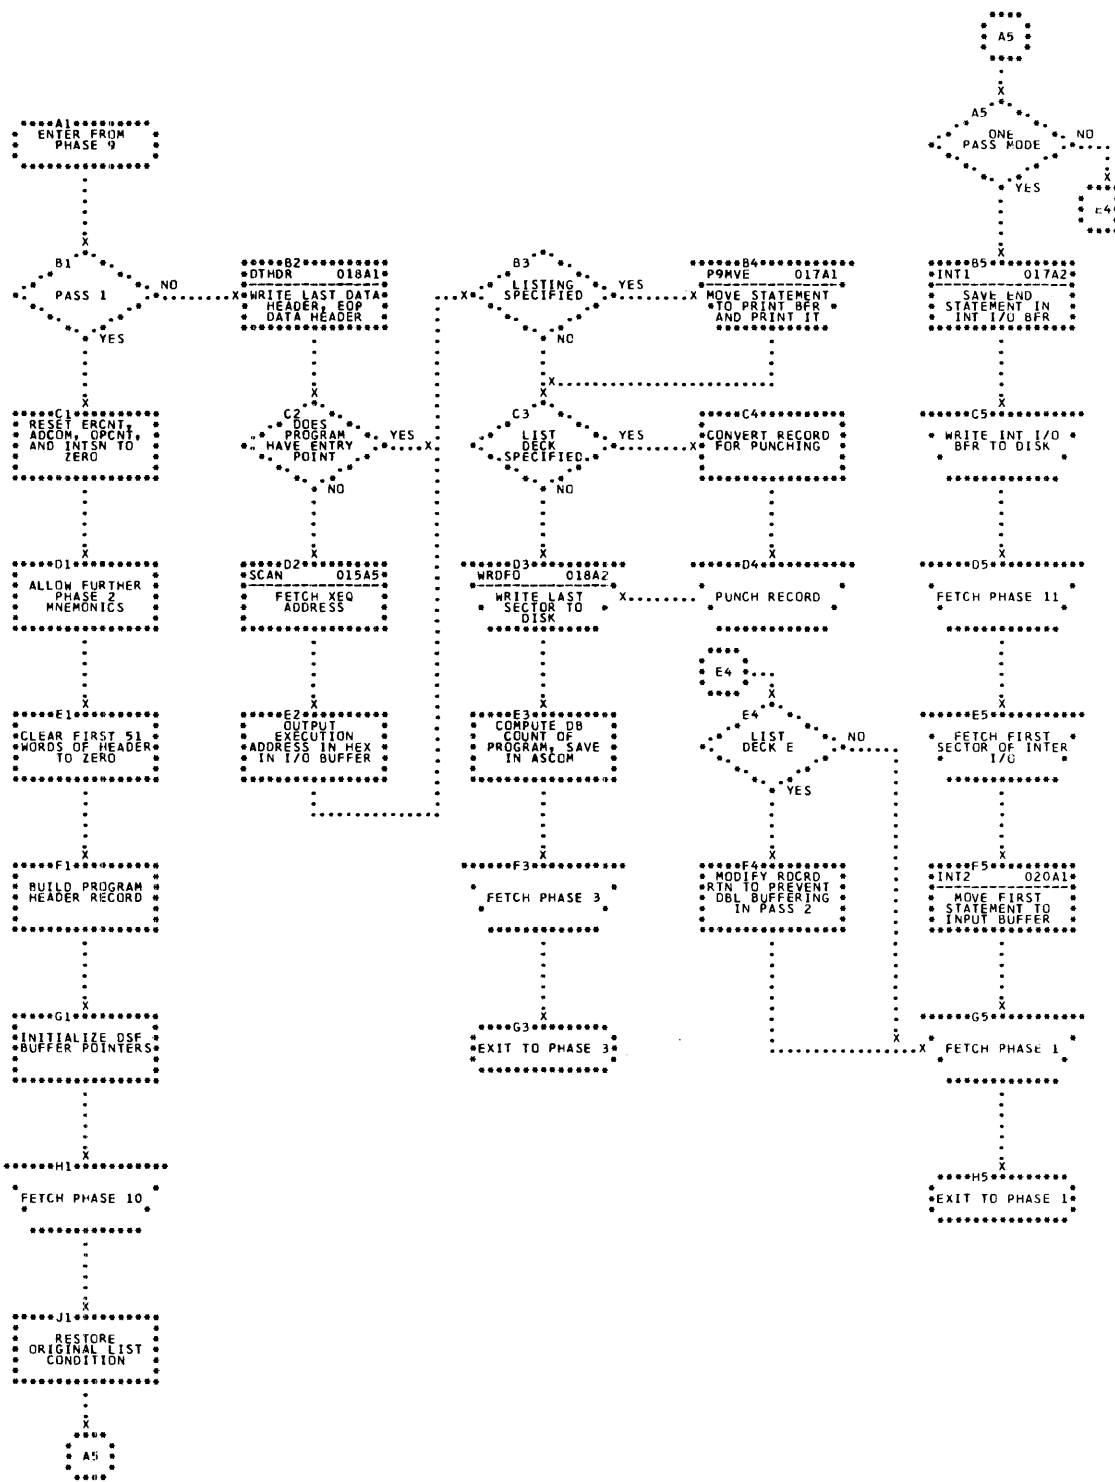 A5
A1
ENTER FROM
PHASE 9
A5
ONE
PASS MODE
NO
YES
E4
B1
PASS 1
NO
YES
B2
DTHDR 018A1
WRITE LAST DATA
HEADER, EOP
DATA HEADER
B3
LISTING
SPECIFIED
YES
NO
B4
P9MVE 017A1
MOVE STATEMENT
TO PRINT BFR
AND PRINT IT
B5
INT1 017A2
SAVE END
STATEMENT IN
INT I/O BFR
C1
RESET ERCNT,
ADCOM, OPCNT,
AND INTSN TO
ZERO
C2
DOES
PROGRAM
HAVE ENTRY
POINT
YES
NO
C3
LIST
DECK
SPECIFIED
YES
NO
C4
CONVERT RECORD
FOR PUNCHING
C5
WRITE INT I/O
BFR TO DISK
D1
ALLOW FURTHER
PHASE 2
MNEMONICS
D2
SCAN 015A5
FETCH XEQ
ADDRESS
D3
WRDFO 018A2
WRITE LAST
SECTOR TO
DISK
D4
PUNCH RECORD
D5
FETCH PHASE 11
E4
E1
CLEAR FIRST 51
WORDS OF HEADER
TO ZERO
E2
OUTPUT
EXECUTION
ADDRESS IN HEX
IN I/O BUFFER
E3
COMPUTE DB
COUNT OF
PROGRAM, SAVE
IN ASCOM
E4
LIST
DECK E
NO
YES
E5
FETCH FIRST
SECTOR OF INTER
I/O
F1
BUILD PROGRAM
HEADER RECORD
F3
FETCH PHASE 3
F4
MODIFY RDCRD
RTN TO PREVENT
DBL BUFFERING
IN PASS 2
F5
INT2 020A1
MOVE FIRST
STATEMENT TO
INPUT BUFFER
G1
INITIALIZE DSF
BUFFER POINTERS
G3
EXIT TO PHASE 3
G5
FETCH PHASE 1
H1
FETCH PHASE 10
H5
EXIT TO PHASE 1
J1
RESTORE
ORIGINAL LIST
CONDITION
A5